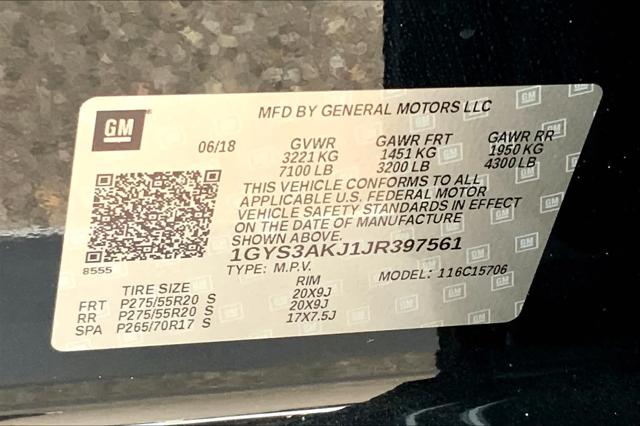 MFD BY GENERAL MOTORS LLC
GM
06/18 GVWR GAWR FRT GAWR RR
3221 KG 1451 KG 1950 KG
7100 LB 3200 LB 4300 LB
THIS VEHICLE CONFORMS TO ALL
APPLICABLE U.S. FEDERAL MOTOR
VEHICLE SAFETY STANDARDS IN EFFECT
ON THE DATE OF MANUFACTURE
SHOWN ABOVE.
1GYS3AKJ1JR397561
8555
TYPE: M.P.V. MODEL: 116C15706
TIRE SIZE RIM
FRT P275/55R20 S 20X9J
RR P275/55R20 S 20X9J
SPA P265/70R17 S 17X7.5J